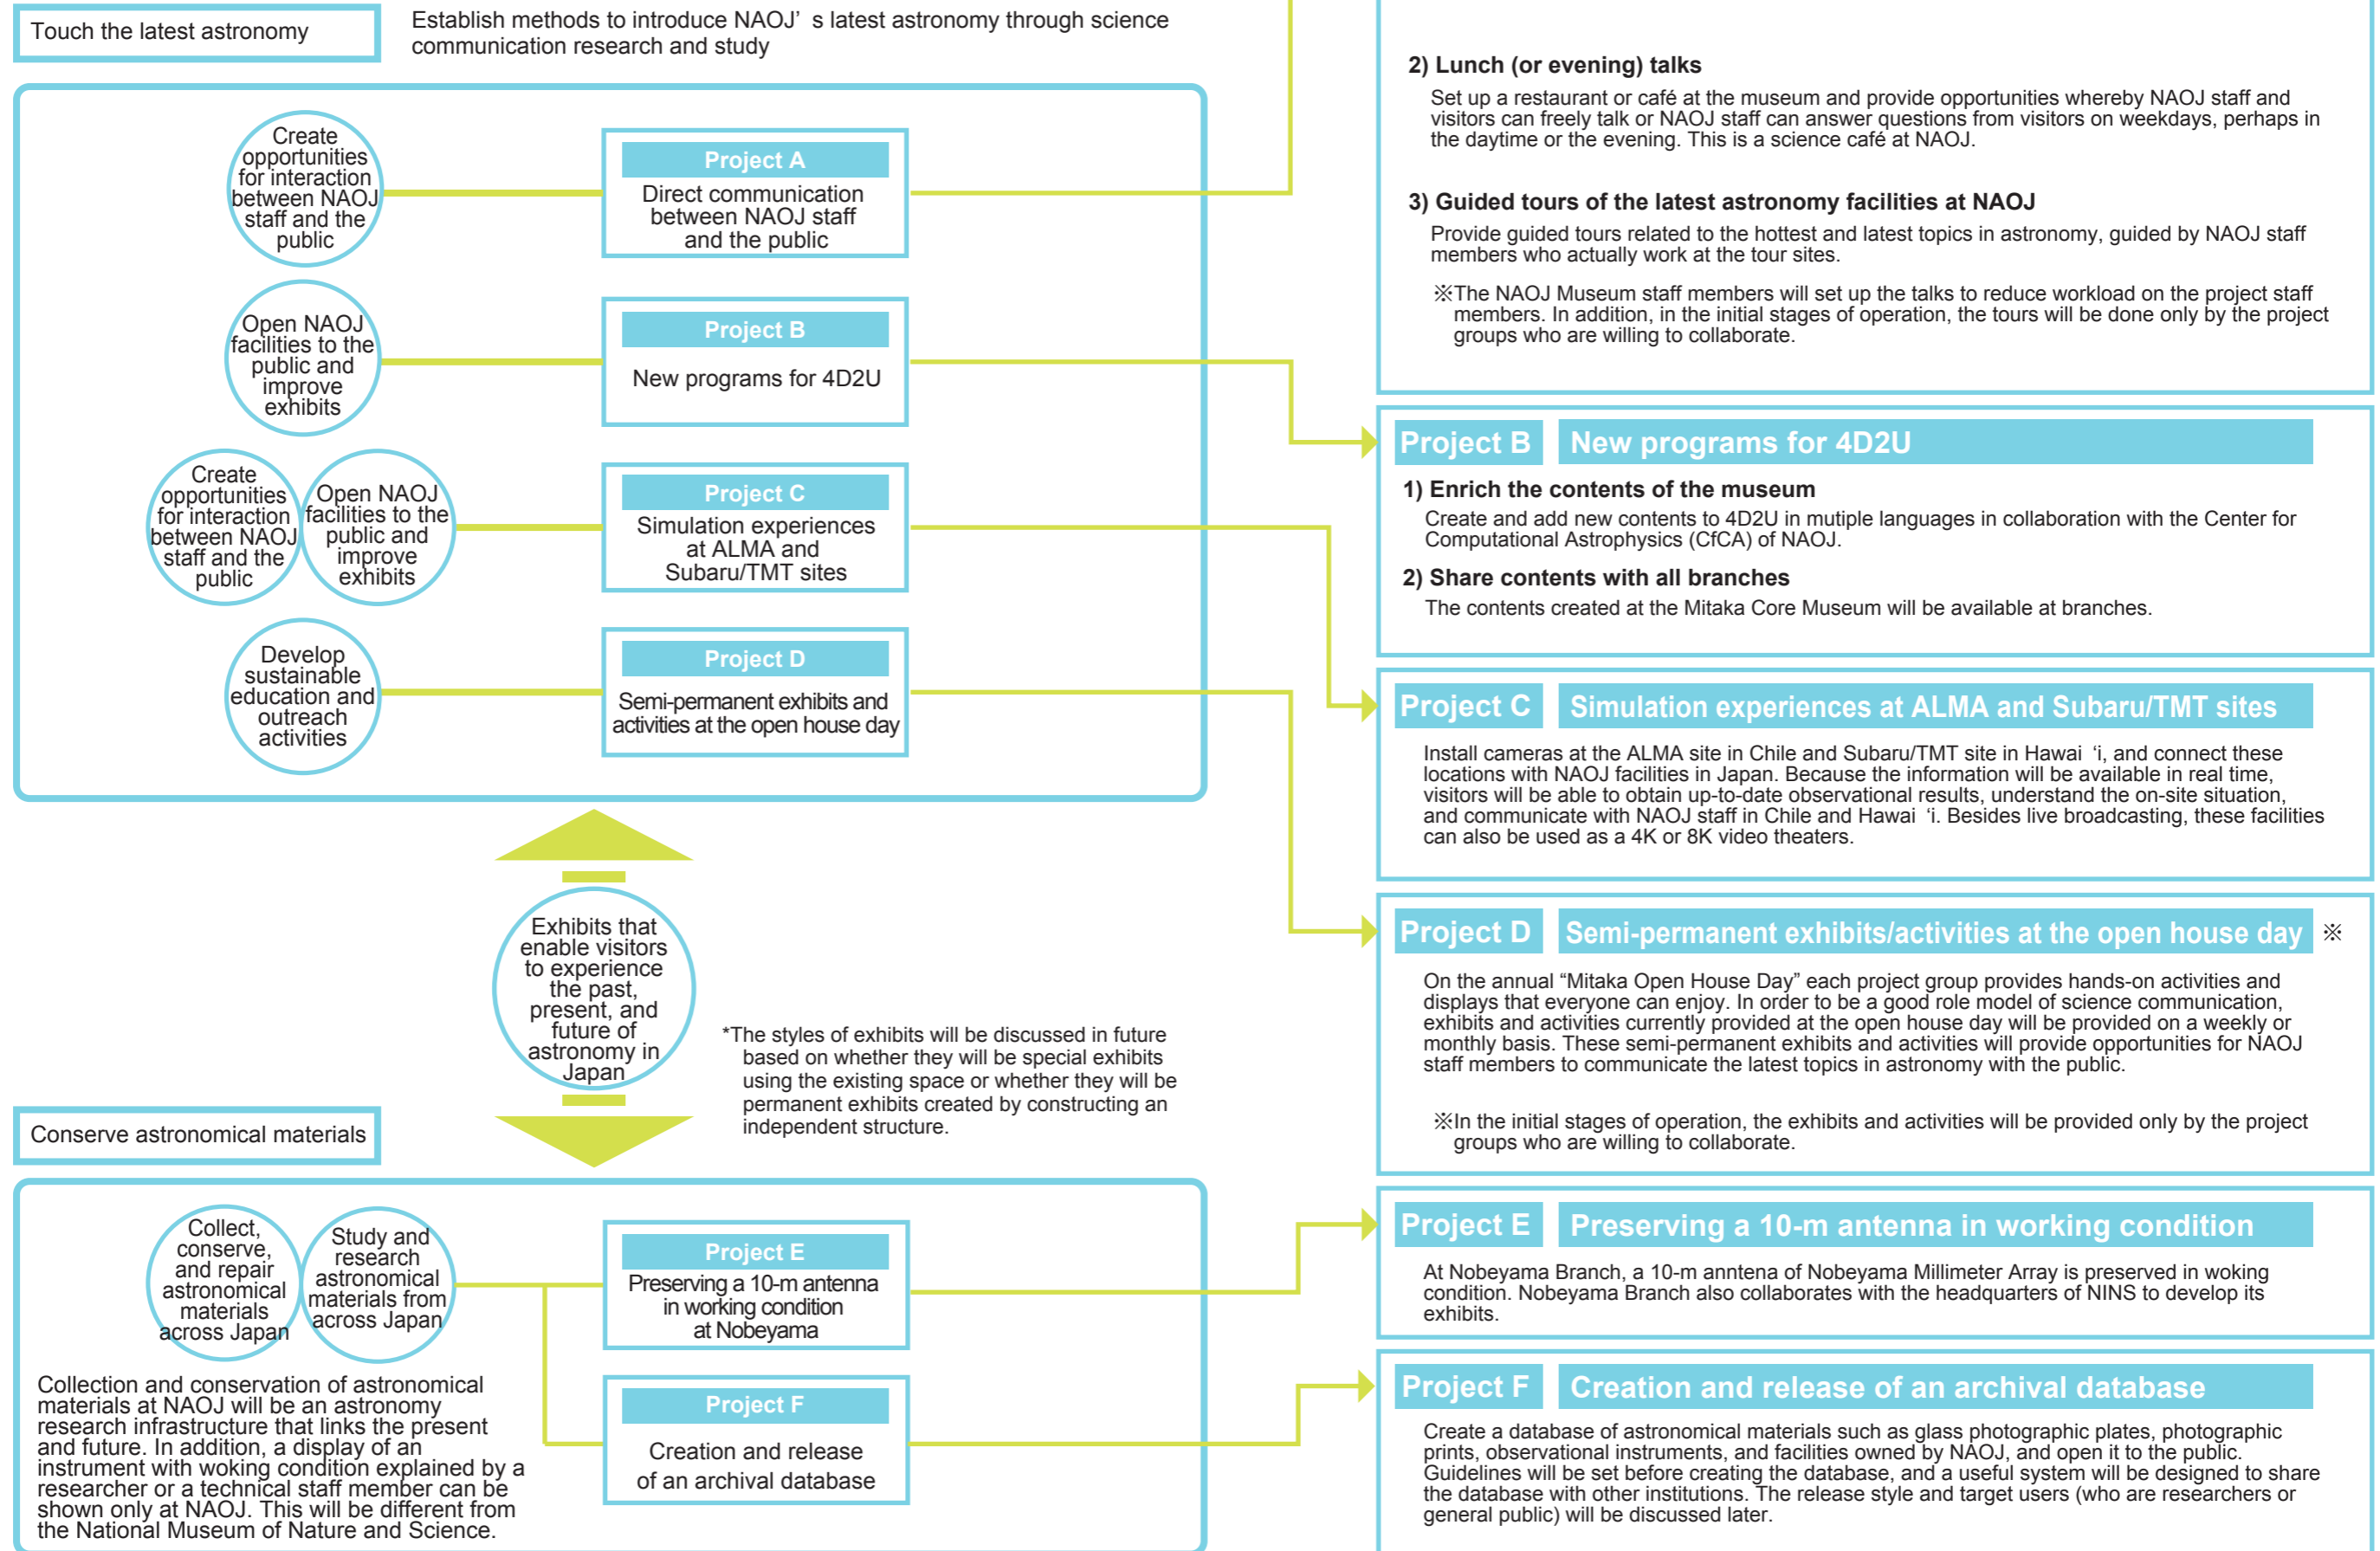 Touch the latest astronomy
Establish methods to introduce NAOJ’ s latest astronomy through science
communication research and study
Create
opportunities
for interaction
between NAOJ
staff and the
public
Project A
Direct communication
between NAOJ staff
and the public
Open NAOJ
facilities to the
public and
improve
exhibits
Project B
New programs for 4D2U
Create
opportunities
for interaction
between NAOJ
staff and the
public
Open NAOJ
facilities to the
public and
improve
exhibits
Project C
Simulation experiences
at ALMA and
Subaru/TMT sites
Develop
sustainable
education and
outreach
activities
Project D
Semi-permanent exhibits and
activities at the open house day
Exhibits that
enable visitors
to experience
the past,
present, and
future of
astronomy in
Japan
*The styles of exhibits will be discussed in future
based on whether they will be special exhibits
using the existing space or whether they will be
permanent exhibits created by constructing an
independent structure.
Conserve astronomical materials
Collect,
conserve,
and repair
astronomical
materials
across Japan
Study and
research
astronomical
materials from
across Japan
Project E
Preserving a 10-m antenna
in working condition
at Nobeyama
Collection and conservation of astronomical
materials at NAOJ will be an astronomy
research infrastructure that links the present
and future. In addition, a display of an
instrument with woking condition explained by a
researcher or a technical staff member can be
shown only at NAOJ. This will be different from
the National Museum of Nature and Science.
Project F
Creation and release
of an archival database
2) Lunch (or evening) talks
Set up a restaurant or café at the museum and provide opportunities whereby NAOJ staff and
visitors can freely talk or NAOJ staff can answer questions from visitors on weekdays, perhaps in
the daytime or the evening. This is a science café at NAOJ.
3) Guided tours of the latest astronomy facilities at NAOJ
Provide guided tours related to the hottest and latest topics in astronomy, guided by NAOJ staff
members who actually work at the tour sites.
※The NAOJ Museum staff members will set up the talks to reduce workload on the project staff
members. In addition, in the initial stages of operation, the tours will be done only by the project
groups who are willing to collaborate.
Project B New programs for 4D2U
1) Enrich the contents of the museum
Create and add new contents to 4D2U in mutiple languages in collaboration with the Center for
Computational Astrophysics (CfCA) of NAOJ.
2) Share contents with all branches
The contents created at the Mitaka Core Museum will be available at branches.
Project C Simulation experiences at ALMA and Subaru/TMT sites
Install cameras at the ALMA site in Chile and Subaru/TMT site in Hawai ‘i, and connect these
locations with NAOJ facilities in Japan. Because the information will be available in real time,
visitors will be able to obtain up-to-date observational results, understand the on-site situation,
and communicate with NAOJ staff in Chile and Hawai ‘i. Besides live broadcasting, these facilities
can also be used as a 4K or 8K video theaters.
Project D Semi-permanent exhibits/activities at the open house day ※
On the annual “Mitaka Open House Day” each project group provides hands-on activities and
displays that everyone can enjoy. In order to be a good role model of science communication,
exhibits and activities currently provided at the open house day will be provided on a weekly or
monthly basis. These semi-permanent exhibits and activities will provide opportunities for NAOJ
staff members to communicate the latest topics in astronomy with the public.
※In the initial stages of operation, the exhibits and activities will be provided only by the project
groups who are willing to collaborate.
Project E Preserving a 10-m antenna in working condition
At Nobeyama Branch, a 10-m anntena of Nobeyama Millimeter Array is preserved in woking
condition. Nobeyama Branch also collaborates with the headquarters of NINS to develop its
exhibits.
Project F Creation and release of an archival database
Create a database of astronomical materials such as glass photographic plates, photographic
prints, observational instruments, and facilities owned by NAOJ, and open it to the public.
Guidelines will be set before creating the database, and a useful system will be designed to share
the database with other institutions. The release style and target users (who are researchers or
general public) will be discussed later.